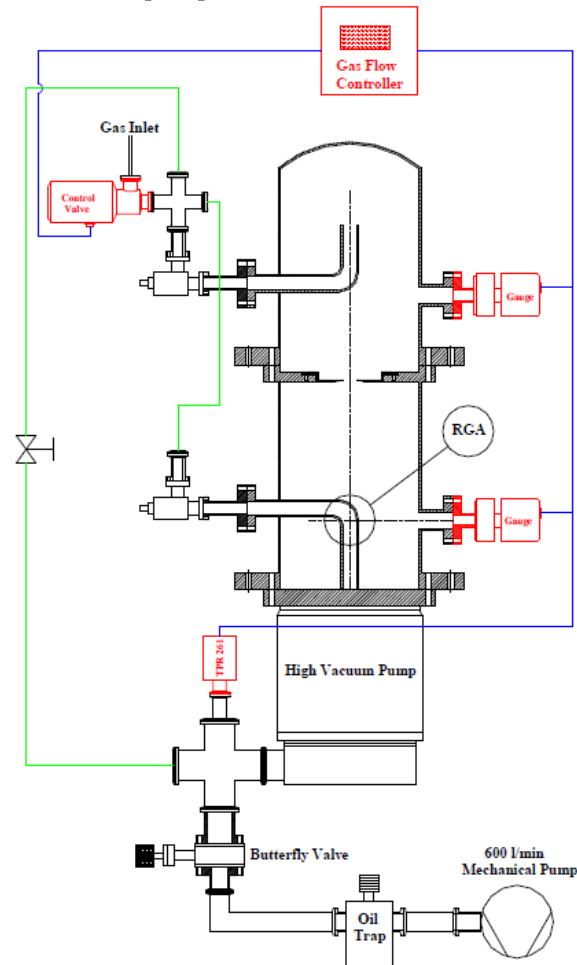 Gas Flow
Controller
Gas Inlet
Control
Valve
Gauge
RGA
Gauge
TPR 261
High Vacuum Pump
Butterfly Valve
600 l/min
Mechanical Pump
Oil
Trap